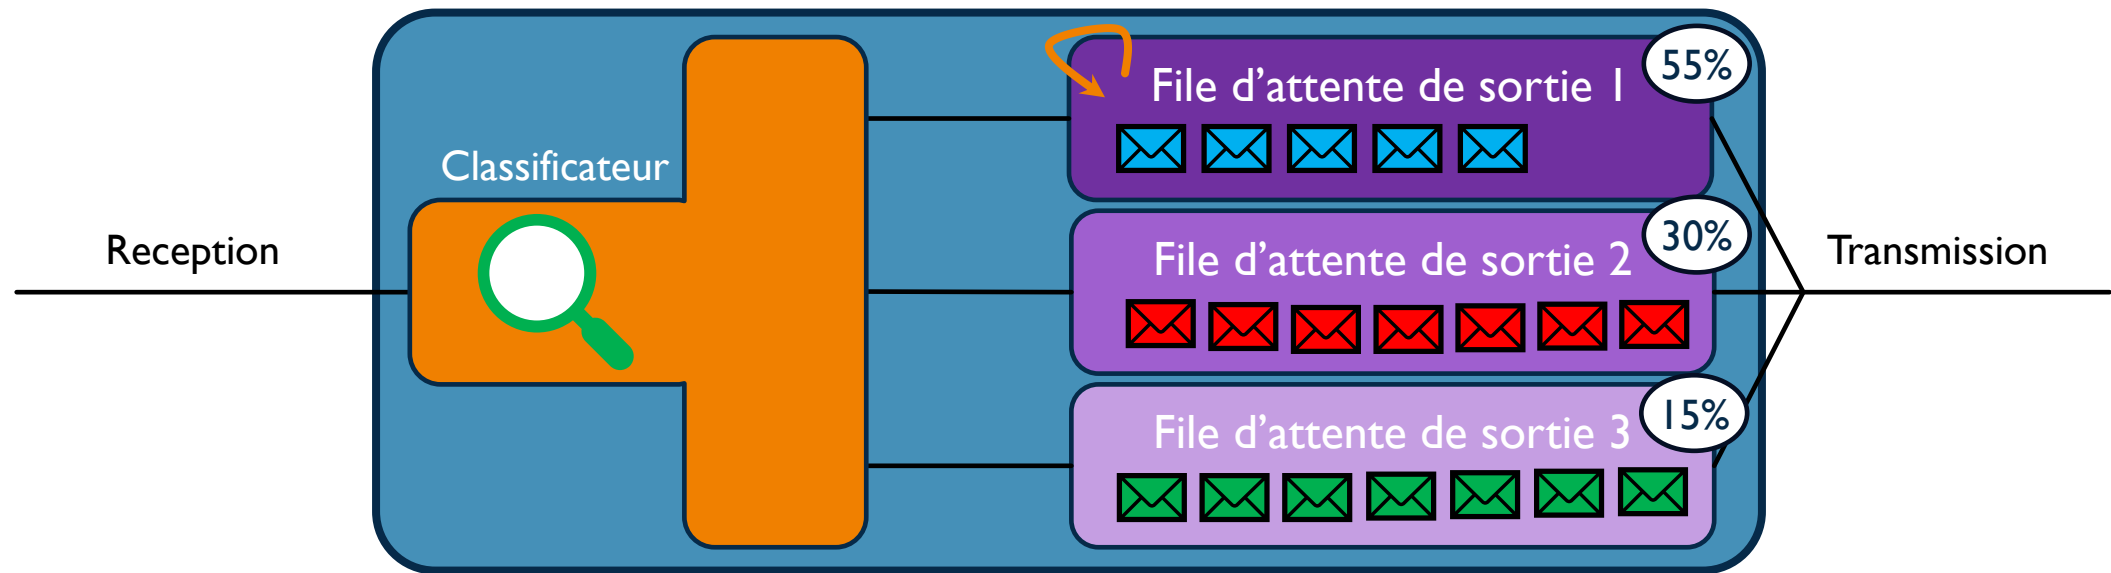 Classificateur
Reception
File d’attente de sortie 1
55%
File d’attente de sortie 2
30%
File d’attente de sortie 3
15%
Transmission